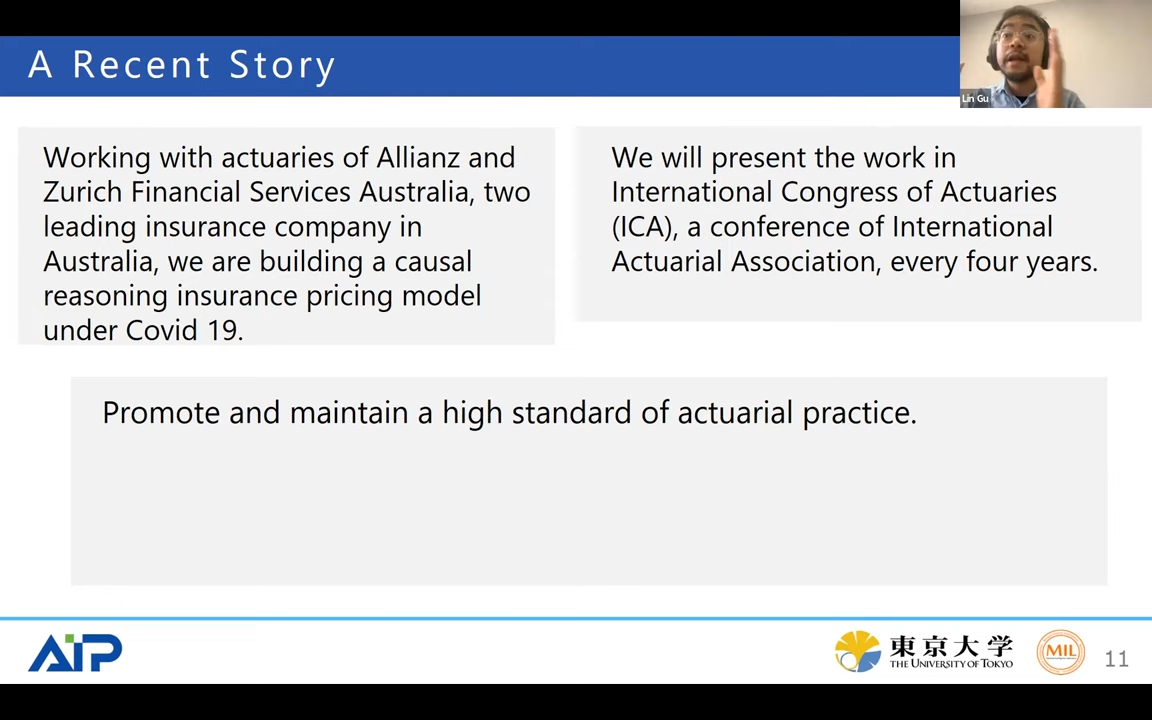 A Recent Story
Lin Gu
Working with actuaries of Allianz and
Zurich Financial Services Australia, two
leading insurance company in
Australia, we are building a causal
reasoning insurance pricing model
under Covid 19.
We will present the work in
International Congress of Actuaries
(ICA), a conference of International
Actuarial Association, every four years.
Promote and maintain a high standard of actuarial practice.
AIP
東京大学
THE UNIVERSITY OF TOKYO
MIL
11